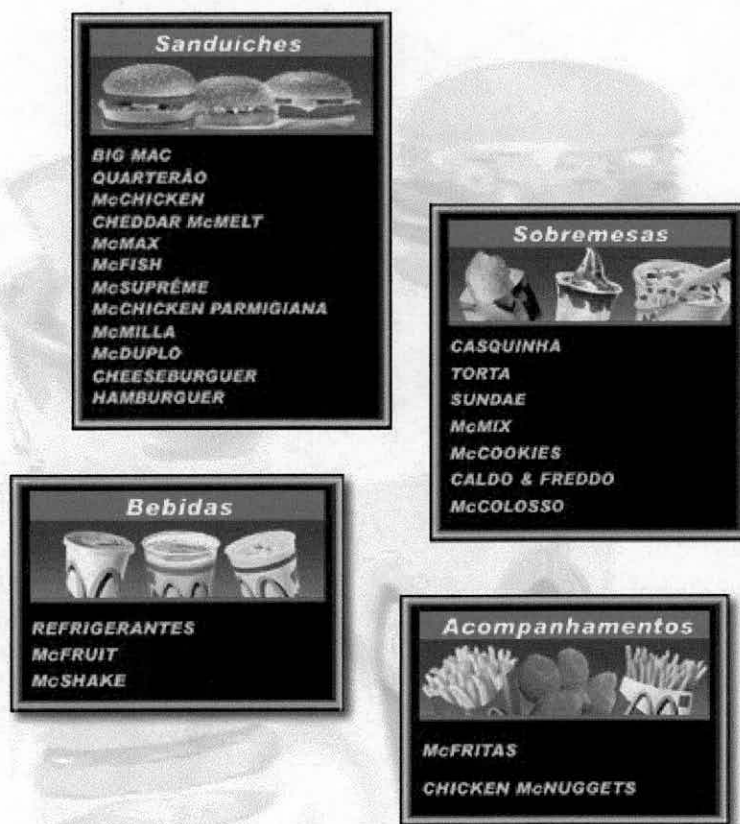 Sanduíches
BIG MAC
QUARTERÃO
McCHICKEN
CHEDDAR McMELT
McMAX
McFISH
McSUPRÊME
McCHICKEN PARMIGIANA
McMILLA
McDUPLO
CHEESEBURGUER
HAMBURGUER
Sobremesas
CASQUINHA
TORTA
SUNDAE
McMIX
McCOOKIES
CALDO & FREDDO
McCOLOSSO
Bebidas
REFRIGERANTES
McFRUIT
McSHAKE
Acompanhamentos
McFRITAS
CHICKEN McNUGGETS